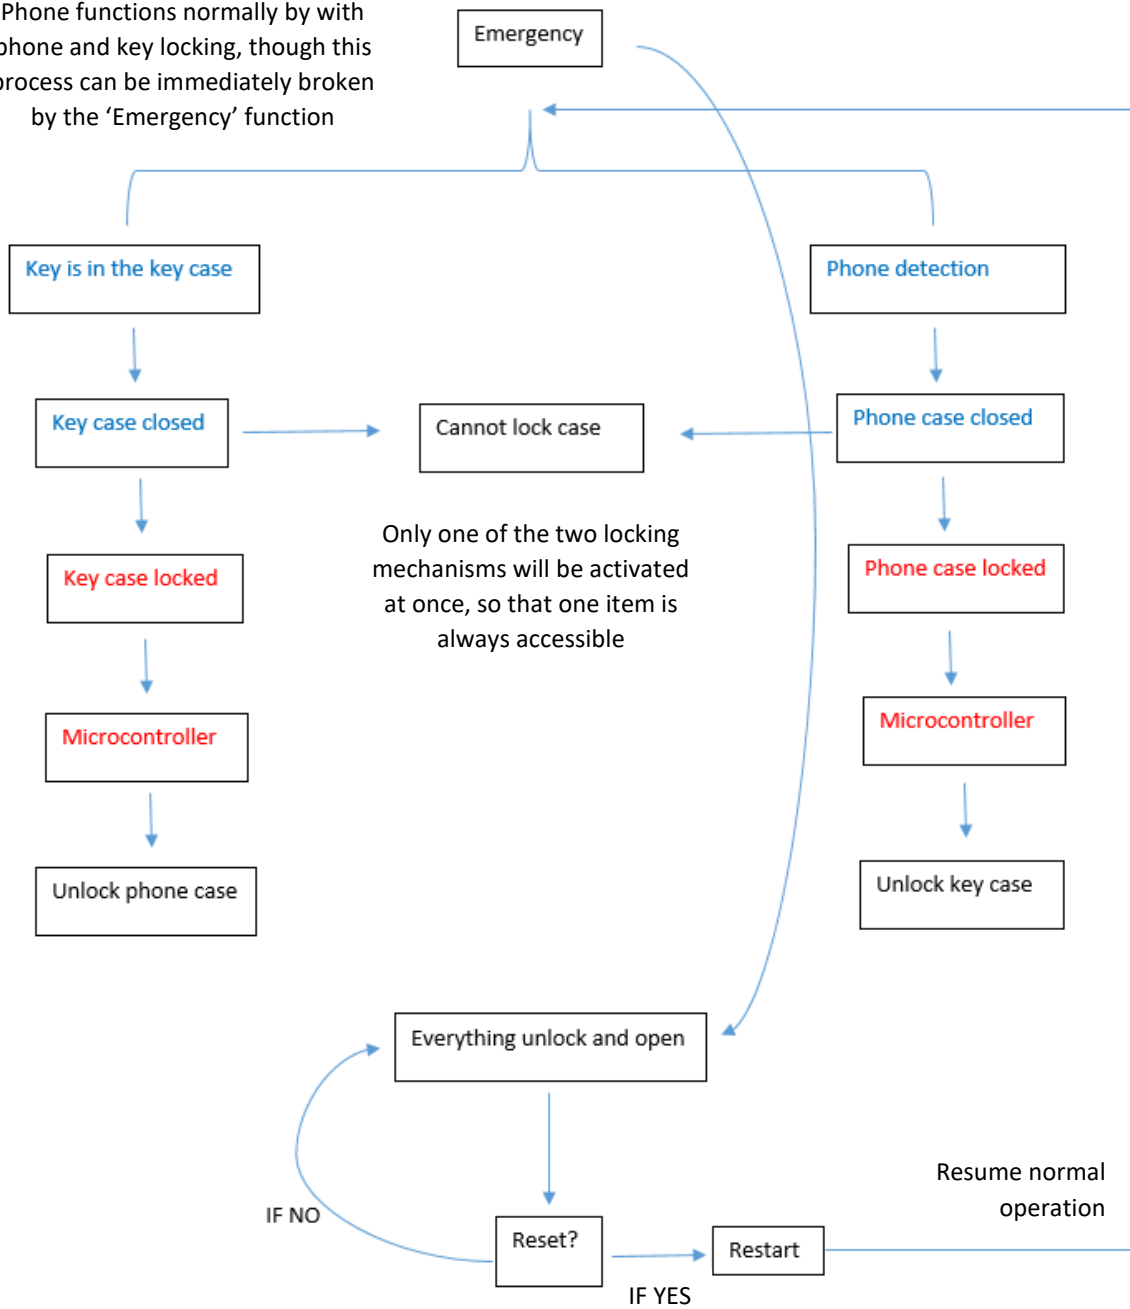 Phone functions normally by with
phone and key locking, though this
process can be immediately broken
by the ‘Emergency’ function
Emergency
Key is in the key case
Phone detection
Key case closed
Cannot lock case
Phone case closed
Only one of the two locking
mechanisms will be activated
at once, so that one item is
always accessible
Key case locked
Phone case locked
Microcontroller
Microcontroller
Unlock phone case
Unlock key case
Everything unlock and open
Resume normal
operation
IF NO
Reset?
Restart
IF YES